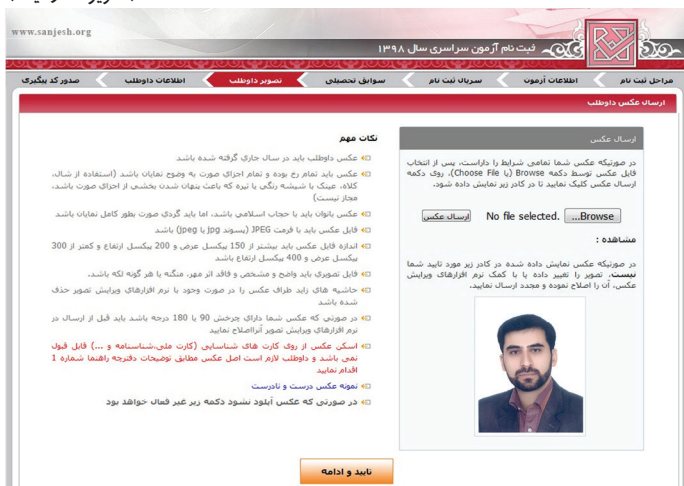 www.sanjesh.org
ثبت نام آزمون سراسری سال ۱۳۹۸
مراحل ثبت نام
اطلاعات آزمون
سریال ثبت نام
سوابق تحصیلی
تصویر داوطلب
اطلاعات داوطلب
صدور کد پیگیری
ارسال عکس داوطلب
ارسال عکس
در صورتیکه عکس شما تمامی شرایط را داراست، پس از انتخاب
فایل عکس توسط دکمه Browse (یا Choose File)، روی دکمه
ارسال عکس کلیک نمایید تا در کادر زیر نمایش داده شود.
Browse... No file selected. ارسال عکس
مشاهده :
در صورتیکه عکس نمایش داده شده در کادر زیر مورد تایید شما
نیست، تصویر را تغییر داده یا با کمک نرم افزارهای ویرایش
عکس، آن را اصلاح نموده و مجدد ارسال نمایید.
نکات مهم
عکس داوطلب باید در سال جاری گرفته شده باشد
عکس باید تمام رخ بوده و تمام اجزای صورت به وضوح نمایان باشد (استفاده از شال،
کلاه، عینک با شیشه رنگی یا تیره که باعث پنهان شدن بخشی از اجزای صورت باشد،
مجاز نیست)
عکس بانوان باید با حجاب اسلامی باشد، اما باید گردی صورت بطور کامل نمایان باشد
فایل عکس باید با فرمت JPEG (پسوند jpg یا jpeg) باشد
اندازه فایل عکس باید بیشتر از 150 پیکسل عرض و 200 پیکسل ارتفاع و کمتر از 300
پیکسل عرض و 400 پیکسل ارتفاع باشد
فایل تصویری باید واضح و مشخص و فاقد اثر مهر، منگنه یا هر گونه لکه باشد.
حاشیه های زاید طراف عکس را در صورت وجود با نرم افزارهای ویرایش تصویر حذف
شده باشد
در صورتی که عکس شما دارای چرخش 90 یا 180 درجه باشد باید قبل از ارسال در
نرم افزارهای ویرایش تصویر آنرااصلاح نمایید
اسکن عکس از روی کارت های شناسایی (کارت ملی،شناسنامه و ...) قابل قبول
نمی باشد و داوطلب لازم است اصل عکس مطابق توضیحات دفترچه راهنما شماره 1
اقدام نمایید
نمونه عکس درست و نادرست
در صورتی که عکس آپلود نشود دکمه زیر غیر فعال خواهد بود
تایید و ادامه